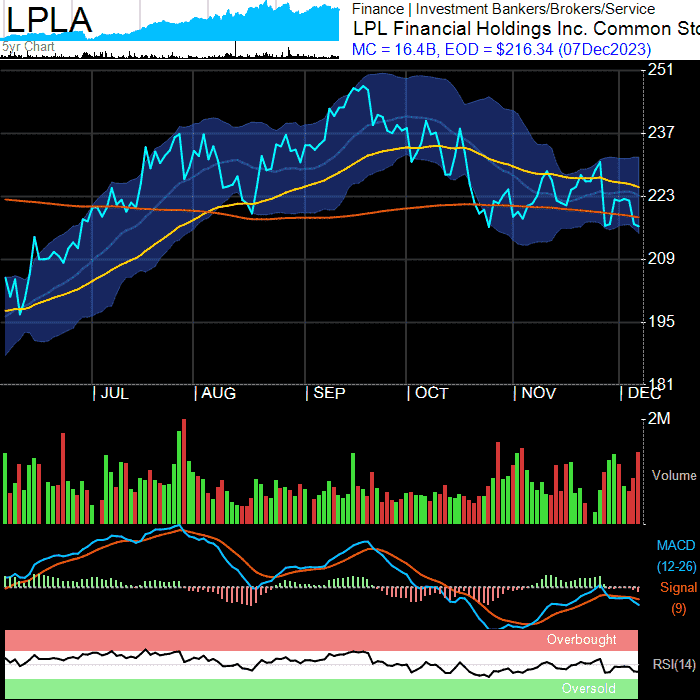 LPLA
5yr Chart
Finance | Investment Bankers/Brokers/Service
LPL Financial Holdings Inc. Common Sto
MC = 16.4B, EOD = $216.34 (07Dec2023)
251
237
223
209
195
181
JUL
AUG
SEP
OCT
NOV
DEC
2M
Volume
MACD
(12-26)
Signal
(9)
Overbought
RSI(14)
Oversold